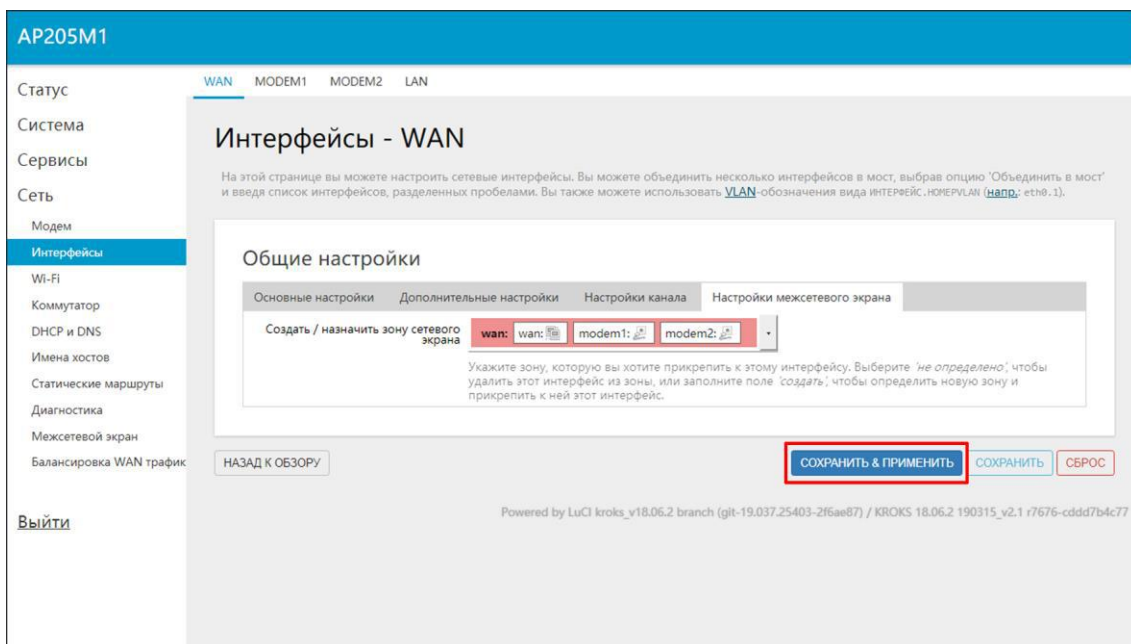 AP205M1
WAN MODEM1 MODEM2 LAN
Статус
Система
Сервисы
Сеть
Модем
Интерфейсы
Wi-Fi
Коммутатор
DHCP и DNS
Имена хостов
Статические маршруты
Диагностика
Межсетевой экран
Балансировка WAN трафик
Выйти
Интерфейсы - WAN
На этой странице вы можете настроить сетевые интерфейсы. Вы можете объединить несколько интерфейсов в мост, выбрав опцию 'Объединить в мост'
и введя список интерфейсов, разделенных пробелами. Вы также можете использовать VLAN-обозначения вида ИНТЕРФЕЙС.НОМЕРVLAN (напр.: eth0.1).
Общие настройки
Основные настройки Дополнительные настройки Настройки канала Настройки межсетевого экрана
Создать / назначить зону сетевого
экрана
wan: wan: modem1: modem2:
Укажите зону, которую вы хотите прикрепить к этому интерфейсу. Выберите 'не определено', чтобы
удалить этот интерфейс из зоны, или заполните поле 'создать', чтобы определить новую зону и
прикрепить к ней этот интерфейс.
НАЗАД К ОБЗОРУ СОХРАНИТЬ & ПРИМЕНИТЬ СОХРАНИТЬ СБРОС
Powered by LuCI kroks_v18.06.2 branch (git-19.037.25403-2f6ae87) / KROKS 18.06.2 190315_v2.1 r7676-cddd7b4c77